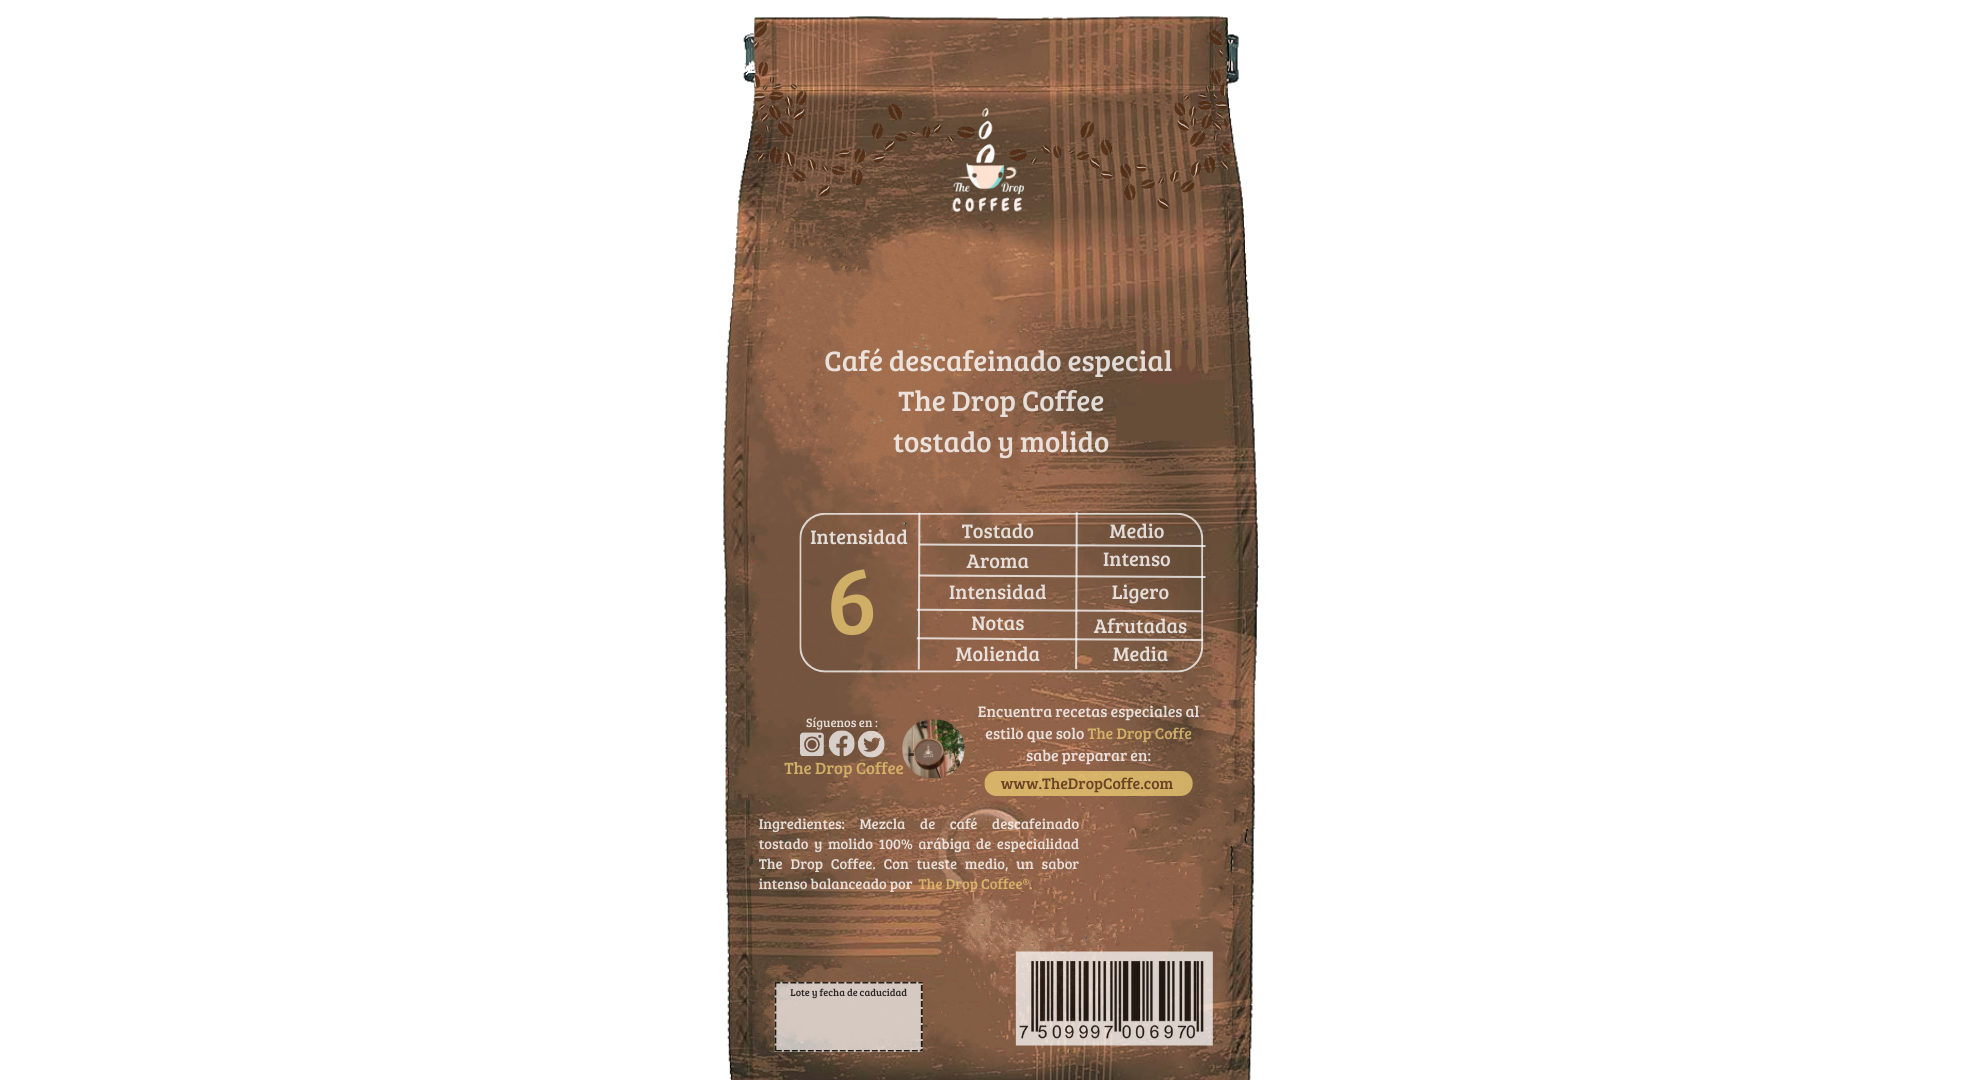 The Drop
COFFEE
Café descafeinado especial
The Drop Coffee
tostado y molido
Intensidad
6
Tostado Medio
Aroma Intenso
Intensidad Ligero
Notas Afrutadas
Molienda Media
Síguenos en :
The Drop Coffee
Encuentra recetas especiales al
estilo que solo The Drop Coffe
sabe preparar en:
www.TheDropCoffe.com
Ingredientes: Mezcla de café descafeinado
tostado y molido 100% arábiga de especialidad
The Drop Coffee. Con tueste medio, un sabor
intenso balanceado por The Drop Coffee®.
Lote y fecha de caducidad
7 509997 006970